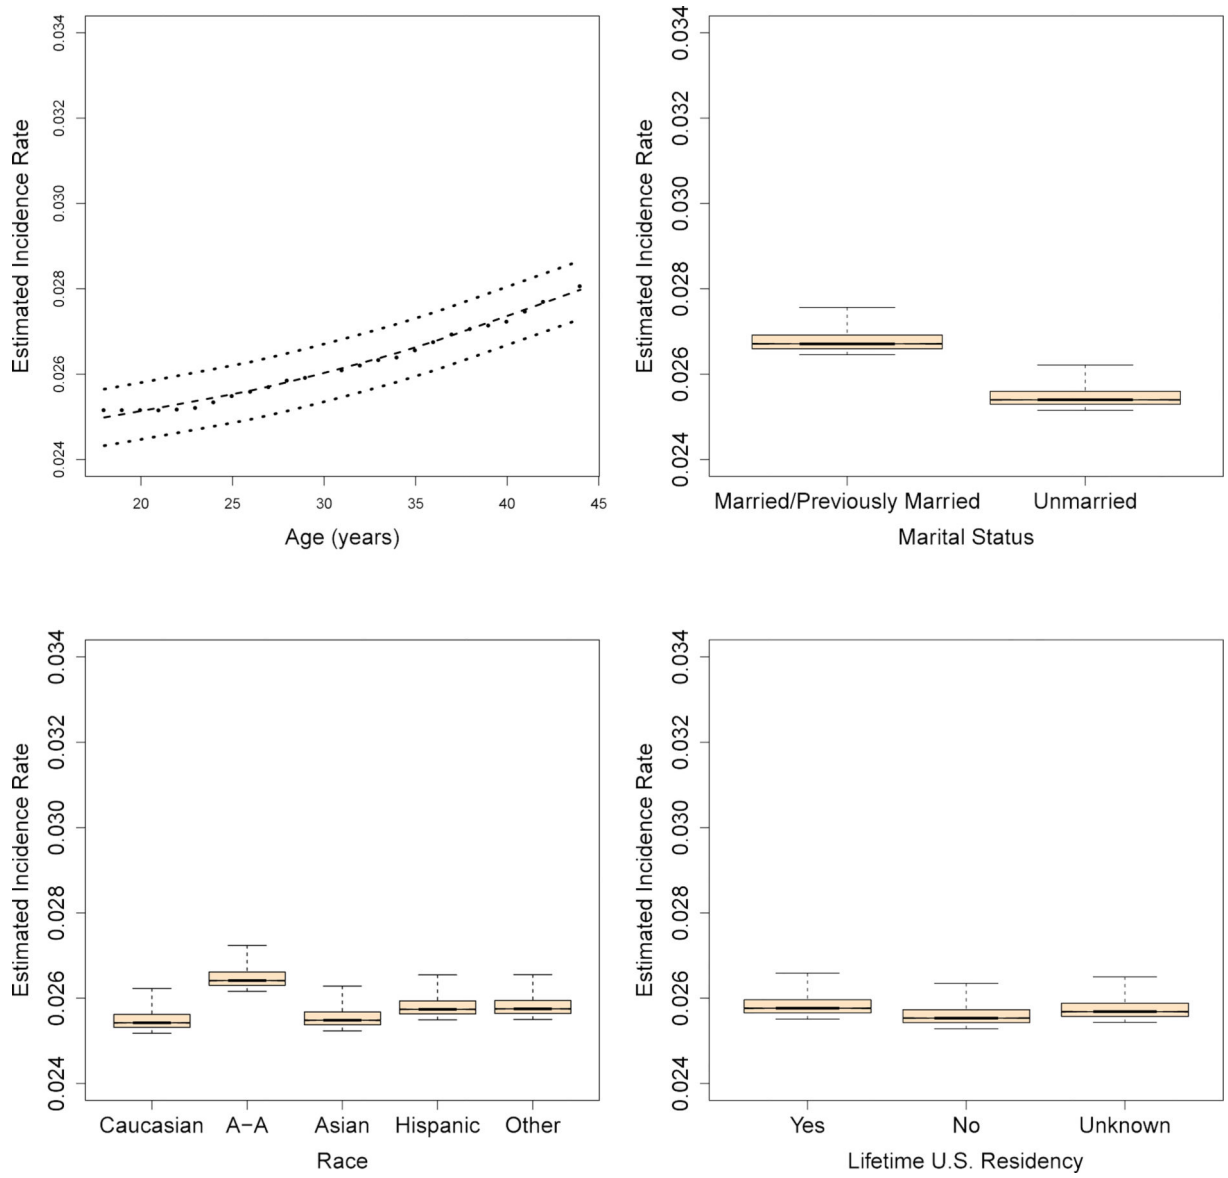 Estimated Incidence Rate
0.034
0.032
0.030
0.028
0.026
0.024
20 25 30 35 40 45
Age (years)
Estimated Incidence Rate
0.034
0.032
0.030
0.028
0.026
0.024
Married/Previously Married Unmarried
Marital Status
Estimated Incidence Rate
0.034
0.032
0.030
0.028
0.026
0.024
Caucasian A−A Asian Hispanic Other
Race
Estimated Incidence Rate
0.034
0.032
0.030
0.028
0.026
0.024
Yes No Unknown
Lifetime U.S. Residency